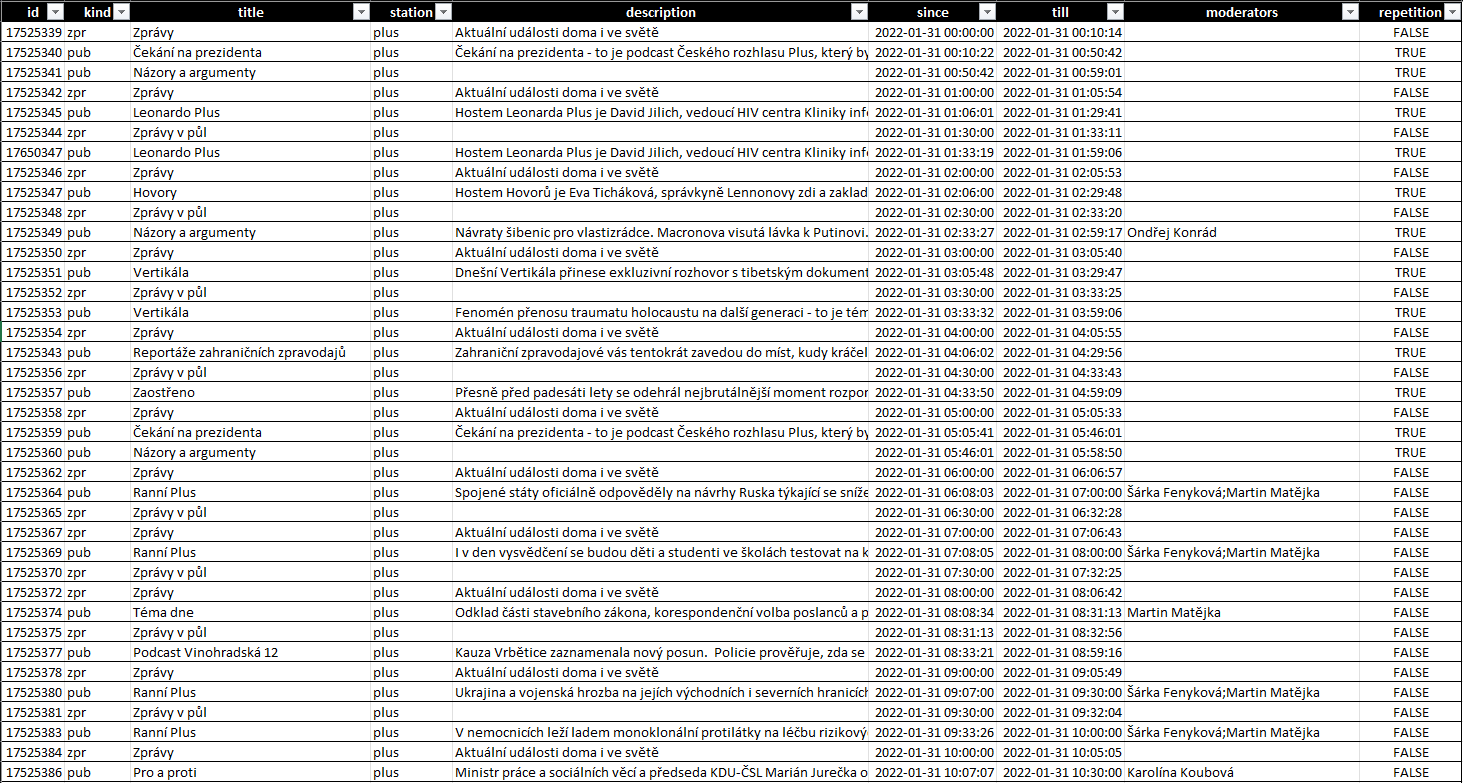 id kind title station description since till moderators repetition
17525339 zpr Zprávy plus Aktuální události doma i ve světě 2022-01-31 00:00:00 2022-01-31 00:10:14 FALSE
17525340 pub Čekání na prezidenta plus Čekání na prezidenta - to je podcast Českého rozhlasu Plus, který by 2022-01-31 00:10:22 2022-01-31 00:50:42 TRUE
17525341 pub Názory a argumenty plus 2022-01-31 00:50:42 2022-01-31 00:59:01 TRUE
17525342 zpr Zprávy plus Aktuální události doma i ve světě 2022-01-31 01:00:00 2022-01-31 01:05:54 FALSE
17525345 pub Leonardo Plus plus Hostem Leonarda Plus je David Jilich, vedoucí HIV centra Kliniky info 2022-01-31 01:06:01 2022-01-31 01:29:41 TRUE
17525344 zpr Zprávy v půl plus 2022-01-31 01:30:00 2022-01-31 01:33:11 FALSE
17650347 pub Leonardo Plus plus Hostem Leonarda Plus je David Jilich, vedoucí HIV centra Kliniky info 2022-01-31 01:33:19 2022-01-31 01:59:06 TRUE
17525346 zpr Zprávy plus Aktuální události doma i ve světě 2022-01-31 02:00:00 2022-01-31 02:05:53 FALSE
17525347 pub Hovory plus Hostem Hovorů je Eva Ticháková, správkyně Lennonovy zdi a zaklad 2022-01-31 02:06:00 2022-01-31 02:29:48 TRUE
17525348 zpr Zprávy v půl plus 2022-01-31 02:30:00 2022-01-31 02:33:20 FALSE
17525349 pub Názory a argumenty plus Návraty šibenic pro vlastizrádce. Macronova visutá lávka k Putinovi. 2022-01-31 02:33:27 2022-01-31 02:59:17 Ondřej Konrád TRUE
17525350 zpr Zprávy plus Aktuální události doma i ve světě 2022-01-31 03:00:00 2022-01-31 03:05:40 FALSE
17525351 pub Vertikála plus Dnešní Vertikála přinese exkluzivní rozhovor s tibetským dokument 2022-01-31 03:05:48 2022-01-31 03:29:47 TRUE
17525352 zpr Zprávy v půl plus 2022-01-31 03:30:00 2022-01-31 03:33:25 FALSE
17525353 pub Vertikála plus Fenomén přenosu traumatu holocaustu na další generaci - to je tém 2022-01-31 03:33:32 2022-01-31 03:59:06 TRUE
17525354 zpr Zprávy plus Aktuální události doma i ve světě 2022-01-31 04:00:00 2022-01-31 04:05:55 FALSE
17525343 pub Reportáže zahraničních zpravodajů plus Zahraniční zpravodajové vás tentokrát zavedou do míst, kudy kráčel 2022-01-31 04:06:02 2022-01-31 04:29:56 TRUE
17525356 zpr Zprávy v půl plus 2022-01-31 04:30:00 2022-01-31 04:33:43 FALSE
17525357 pub Zaostřeno plus Přesně před padesáti lety se odehrál nejbrutálnější moment rozpor 2022-01-31 04:33:50 2022-01-31 04:59:09 TRUE
17525358 zpr Zprávy plus Aktuální události doma i ve světě 2022-01-31 05:00:00 2022-01-31 05:05:33 FALSE
17525359 pub Čekání na prezidenta plus Čekání na prezidenta - to je podcast Českého rozhlasu Plus, který by 2022-01-31 05:05:41 2022-01-31 05:46:01 TRUE
17525360 pub Názory a argumenty plus 2022-01-31 05:46:01 2022-01-31 05:58:50 TRUE
17525362 zpr Zprávy plus Aktuální události doma i ve světě 2022-01-31 06:00:00 2022-01-31 06:06:57 FALSE
17525364 pub Ranní Plus plus Spojené státy oficiálně odpověděly na návrhy Ruska týkající se sníže 2022-01-31 06:08:03 2022-01-31 07:00:00 Šárka Fenyková;Martin Matějka FALSE
17525365 zpr Zprávy v půl plus 2022-01-31 06:30:00 2022-01-31 06:32:28 FALSE
17525367 zpr Zprávy plus Aktuální události doma i ve světě 2022-01-31 07:00:00 2022-01-31 07:06:43 FALSE
17525369 pub Ranní Plus plus I v den vysvědčení se budou děti a studenti ve školách testovat na k 2022-01-31 07:08:05 2022-01-31 08:00:00 Šárka Fenyková;Martin Matějka FALSE
17525370 zpr Zprávy v půl plus 2022-01-31 07:30:00 2022-01-31 07:32:25 FALSE
17525372 zpr Zprávy plus Aktuální události doma i ve světě 2022-01-31 08:00:00 2022-01-31 08:06:42 FALSE
17525374 pub Téma dne plus Odklad části stavebního zákona, korespondenční volba poslanců a p 2022-01-31 08:08:34 2022-01-31 08:31:13 Martin Matějka FALSE
17525375 zpr Zprávy v půl plus 2022-01-31 08:31:13 2022-01-31 08:32:56 FALSE
17525377 pub Podcast Vinohradská 12 plus Kauza Vrbětice zaznamenala nový posun. Policie prověřuje, zda se 2022-01-31 08:33:21 2022-01-31 08:59:16 FALSE
17525378 zpr Zprávy plus Aktuální události doma i ve světě 2022-01-31 09:00:00 2022-01-31 09:05:49 FALSE
17525380 pub Ranní Plus plus Ukrajina a vojenská hrozba na jejích východních i severních hranicích 2022-01-31 09:07:00 2022-01-31 09:30:00 Šárka Fenyková;Martin Matějka FALSE
17525381 zpr Zprávy v půl plus 2022-01-31 09:30:00 2022-01-31 09:32:04 FALSE
17525383 pub Ranní Plus plus V nemocnicích leží ladem monoklonální protilátky na léčbu rizikový 2022-01-31 09:33:26 2022-01-31 10:00:00 Šárka Fenyková;Martin Matějka FALSE
17525384 zpr Zprávy plus Aktuální události doma i ve světě 2022-01-31 10:00:00 2022-01-31 10:05:05 FALSE
17525386 pub Pro a proti plus Ministr práce a sociálních věcí a předseda KDU-ČSL Marián Jurečka o 2022-01-31 10:07:07 2022-01-31 10:30:00 Karolína Koubová FALSE